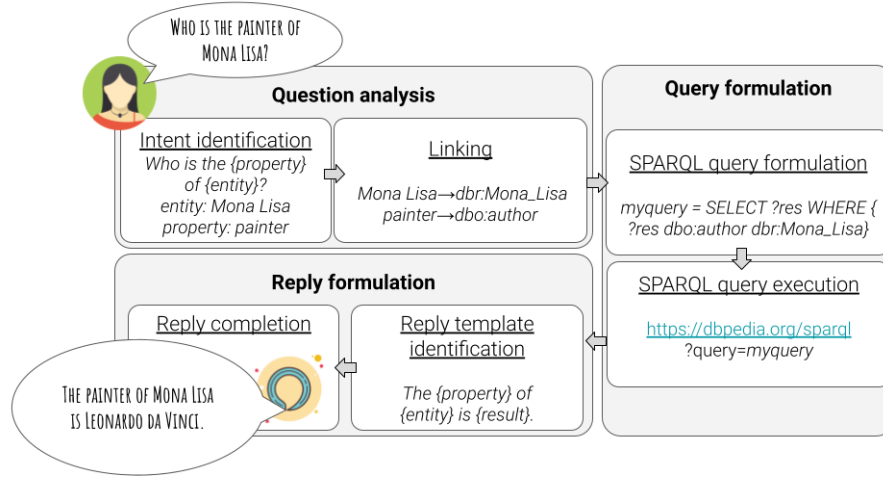 WHO IS THE PAINTER OF
MONA LISA?
Question analysis
Intent identification
Who is the {property}
of {entity}?
entity: Mona Lisa
property: painter
Linking
Mona Lisa→dbr:Mona_Lisa
painter→dbo:author
Query formulation
SPARQL query formulation
myquery = SELECT ?res WHERE {
?res dbo:author dbr:Mona_Lisa}
SPARQL query execution
https://dbpedia.org/sparql
?query=myquery
Reply formulation
Reply template
identification
The {property} of
{entity} is {result}.
Reply completion
THE PAINTER OF MONA LISA
IS LEONARDO DA VINCI.